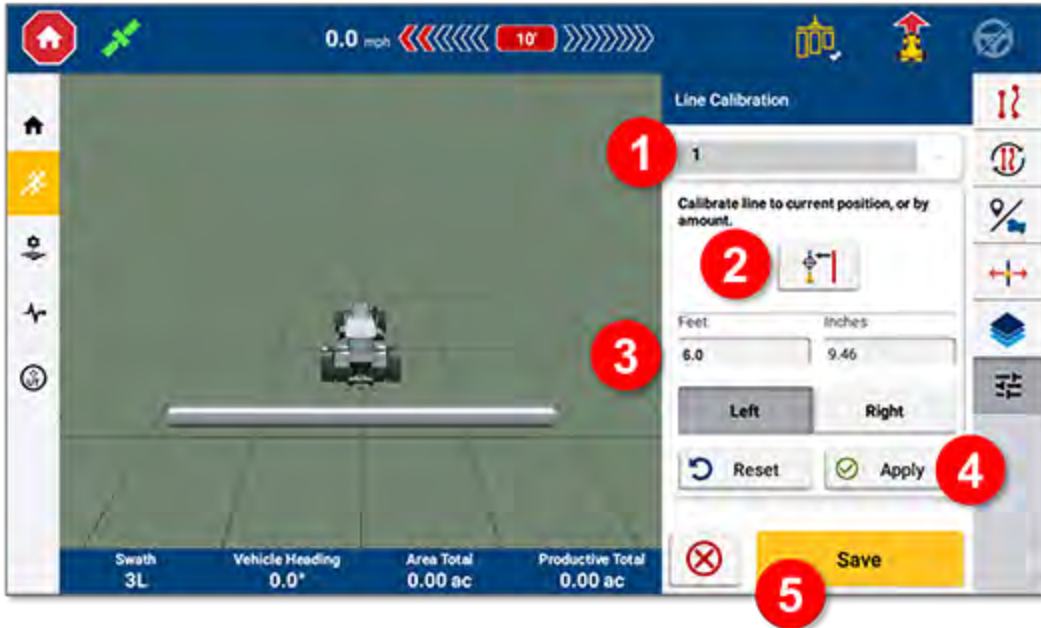 0.0 mph 10'
Line Calibration
1
1
Calibrate line to current position, or by
amount.
2
Feet Inches
3
6.0 9.46
Left Right
Reset Apply
4
Swath Vehicle Heading Area Total Productive Total
3L 0.0° 0.00 ac 0.00 ac
Save
5